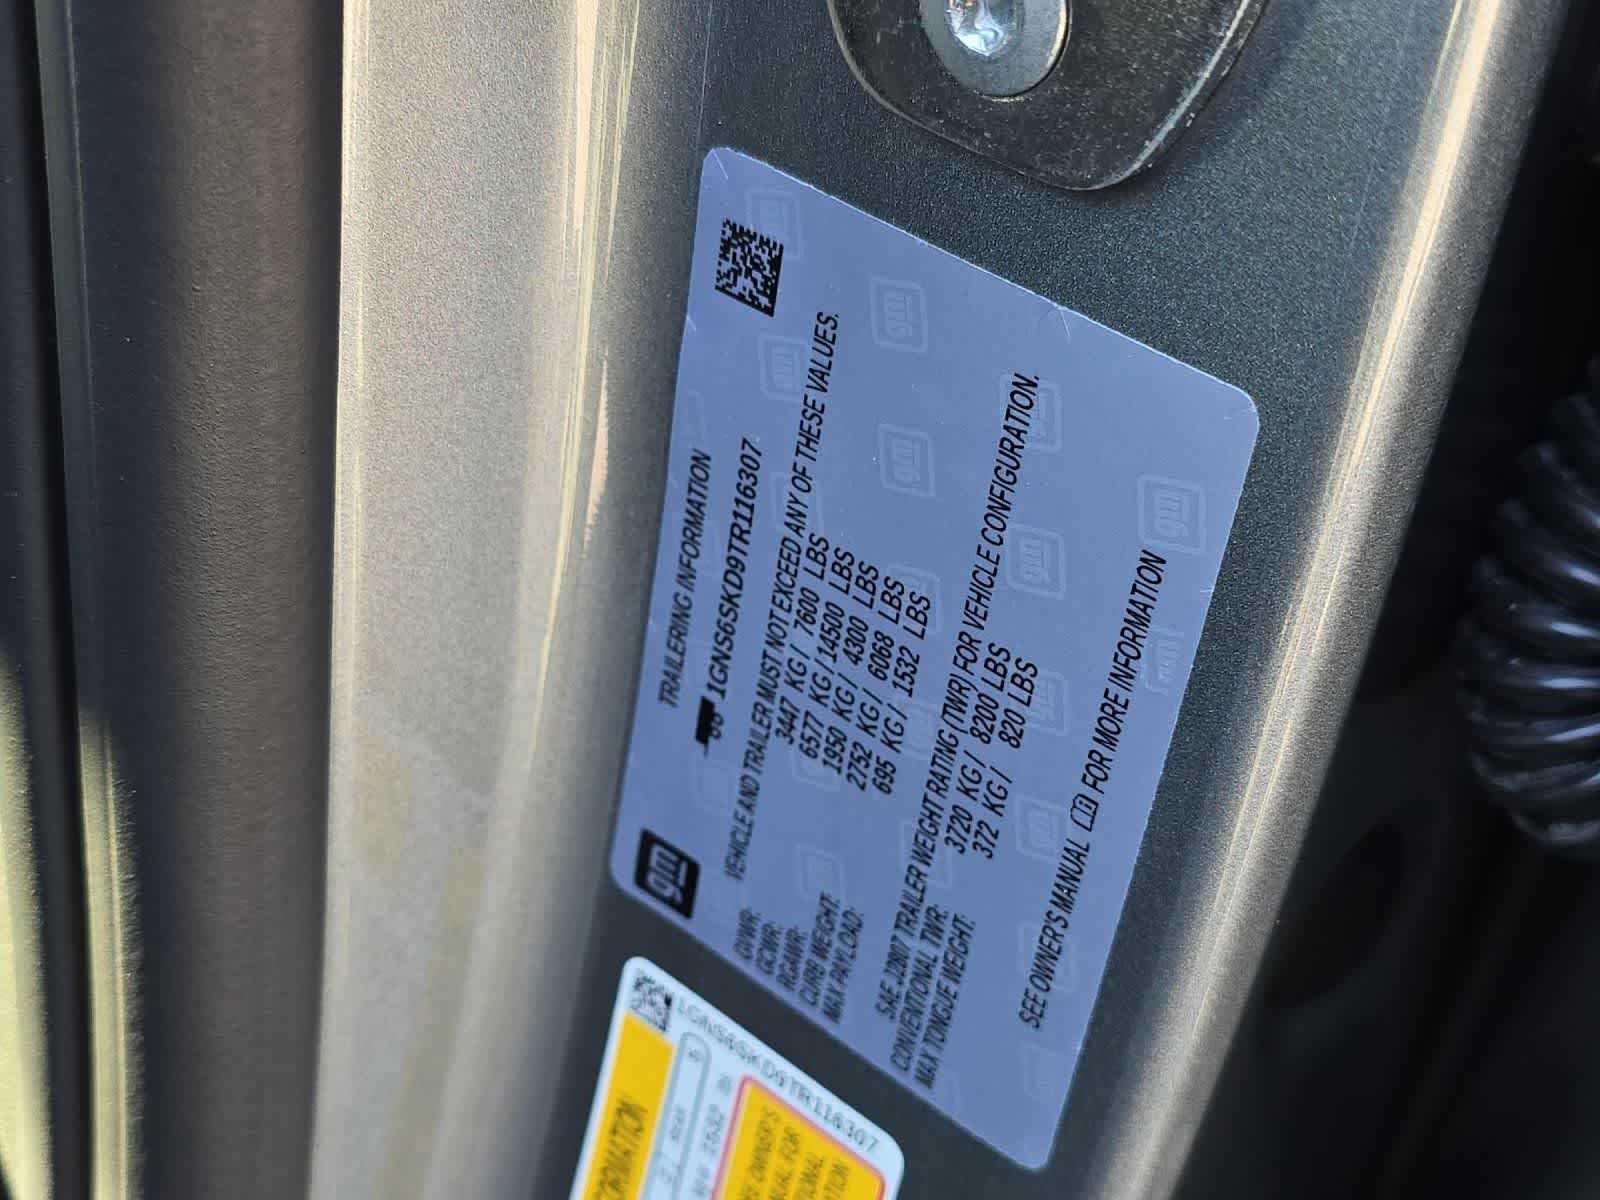 gm
TRAILERING INFORMATION
1GNS6SKD9TR116307
VEHICLE AND TRAILER MUST NOT EXCEED ANY OF THESE VALUES.
GVWR: 3447 KG / 7600 LBS
GCWR: 6577 KG / 14500 LBS
RGAWR: 1950 KG / 4300 LBS
CURB WEIGHT: 2752 KG / 6068 LBS
MAX PAYLOAD: 695 KG / 1532 LBS
SAE J2807 TRAILER WEIGHT RATING (TWR) FOR VEHICLE CONFIGURATION.
CONVENTIONAL TWR: 3720 KG / 8200 LBS
MAX TONGUE WEIGHT: 372 KG / 820 LBS
SEE OWNER'S MANUAL FOR MORE INFORMATION
1GNS6SKD9TR116307